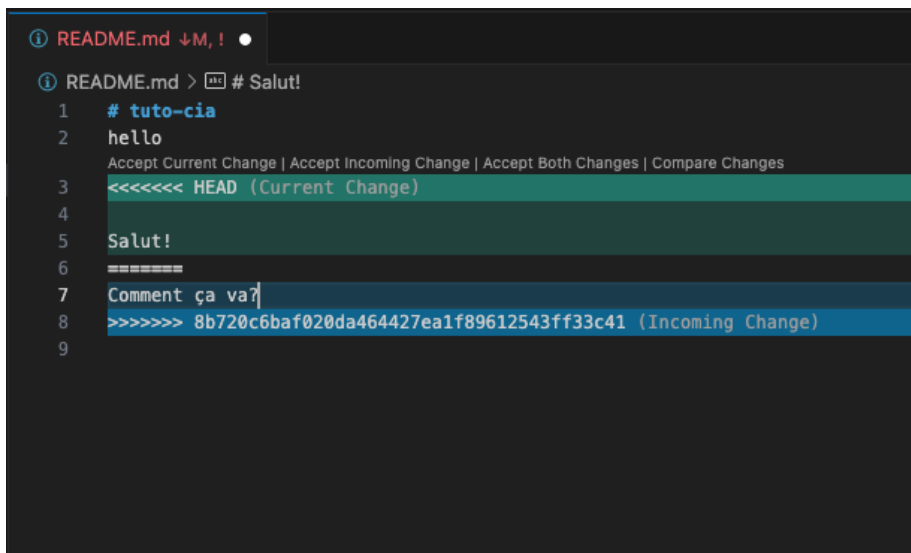 README.md ↓M, ! ●
README.md > # Salut!
1 # tuto-cia
2 hello
Accept Current Change | Accept Incoming Change | Accept Both Changes | Compare Changes
3 <<<<<<< HEAD (Current Change)
4
5 Salut!
6 =======
7 Comment ça va?
8 >>>>>>> 8b720c6baf020da464427ea1f89612543ff33c41 (Incoming Change)
9